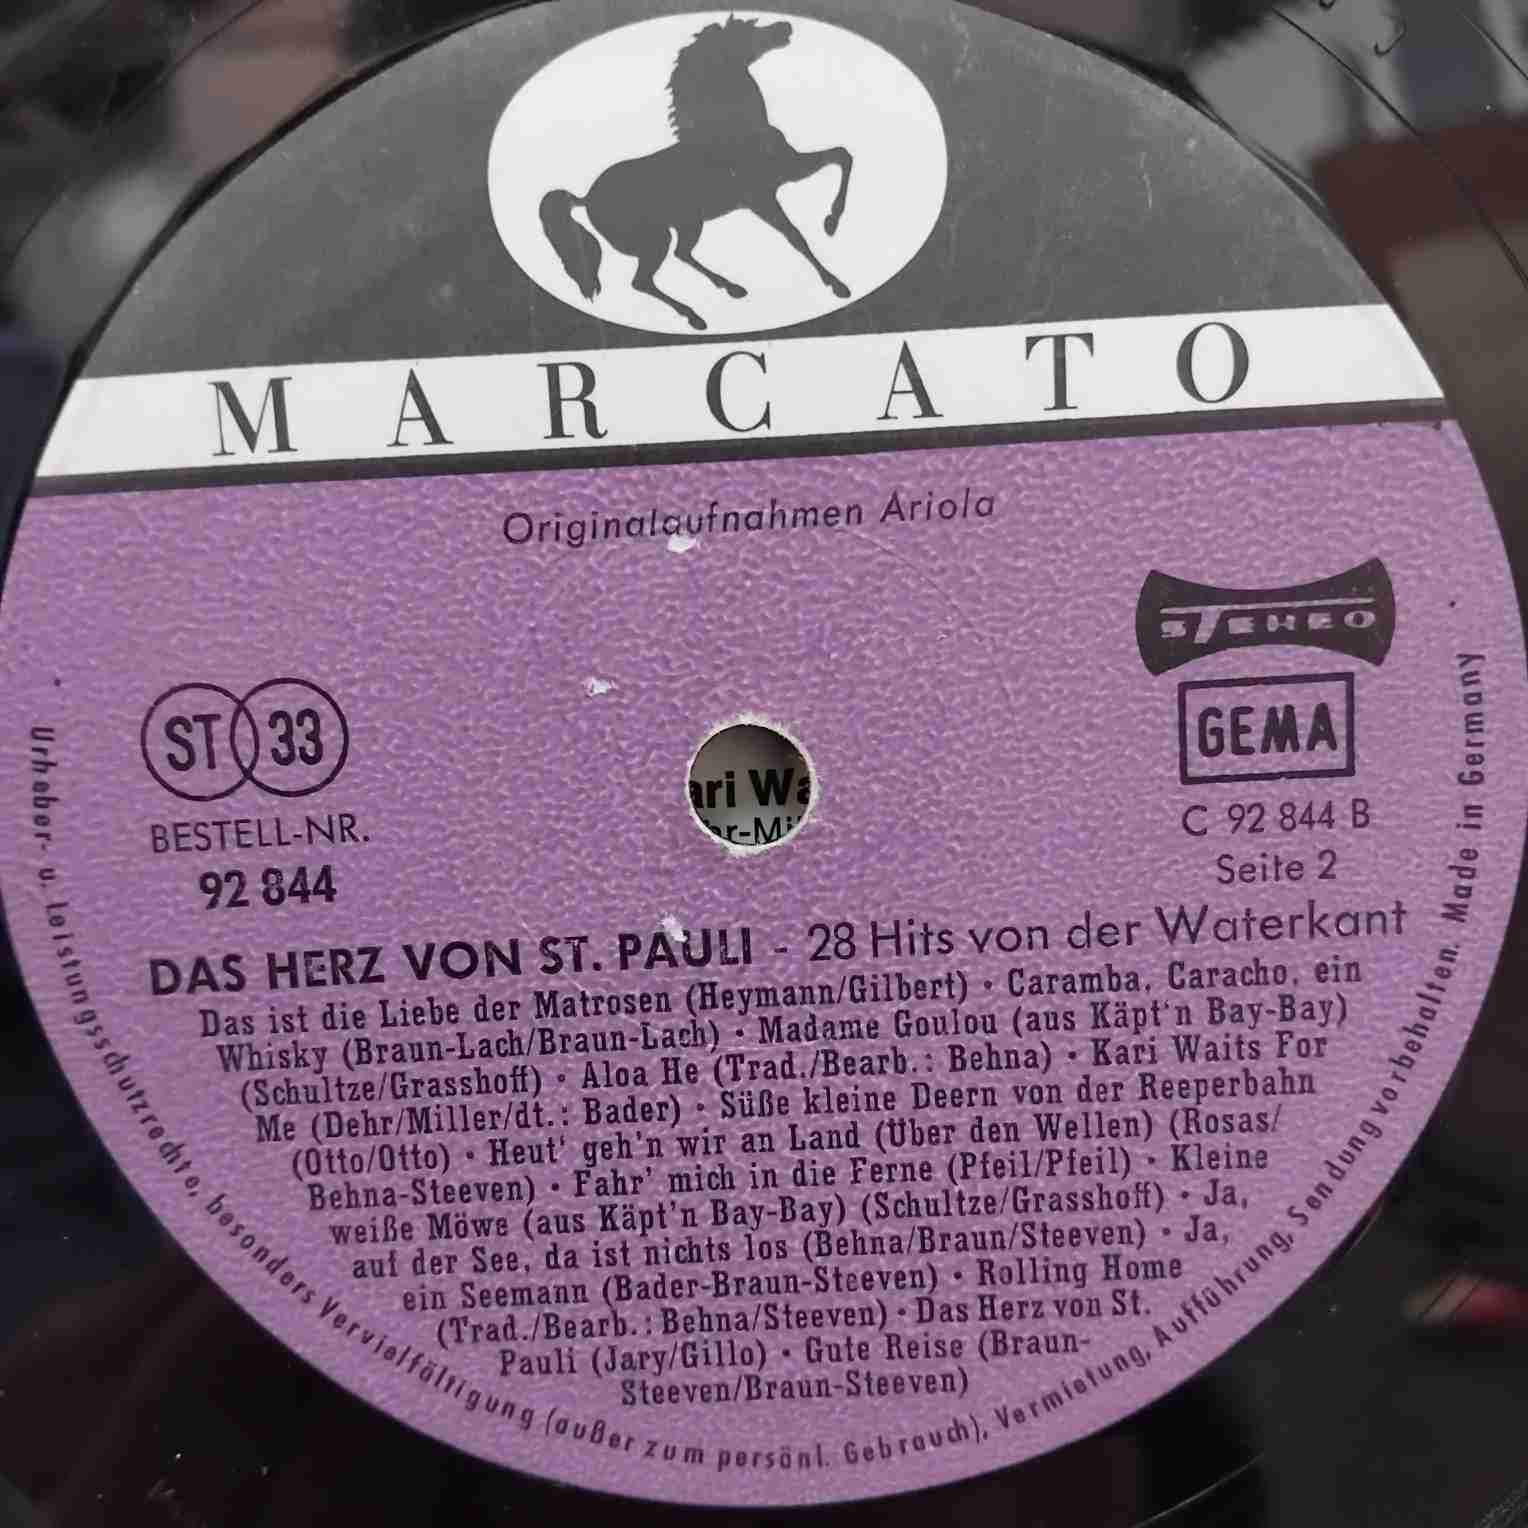 MARCATO
Originalaufnahmen Ariola
STEREO
ST 33
GEMA
BESTELL-NR.
92 844
C 92 844 B
Seite 2
ari Wa
hr-Mil
DAS HERZ VON ST. PAULI - 28 Hits von der Waterkant
Das ist die Liebe der Matrosen (Heymann/Gilbert) • Caramba, Caracho, ein
Whisky (Braun-Lach/Braun-Lach) • Madame Goulou (aus Käpt'n Bay-Bay)
(Schultze/Grasshoff) • Aloa He (Trad./Bearb.: Behna) • Kari Waits For
Me (Dehr/Miller/dt.: Bader) • Süße kleine Deern von der Reeperbahn
(Otto/Otto) • Heut' geh'n wir an Land (Über den Wellen) (Rosas/
Behna-Steeven) • Fahr' mich in die Ferne (Pfeil/Pfeil) • Kleine
weiße Möwe (aus Käpt'n Bay-Bay) (Schultze/Grasshoff) • Ja,
auf der See, da ist nichts los (Behna/Braun/Steeven) • Ja,
ein Seemann (Bader-Braun-Steeven) • Rolling Home
(Trad./Bearb.: Behna/Steeven) • Das Herz von St.
Pauli (Jary/Gillo) • Gute Reise (Braun-
Steeven/Braun-Steeven)
Urheber- u. Leistungsschutzrechte, besonders Vervielfältigung (außer zum persönl. Gebrauch), Vermietung, Aufführung, Sendung vorbehalten. Made in Germany